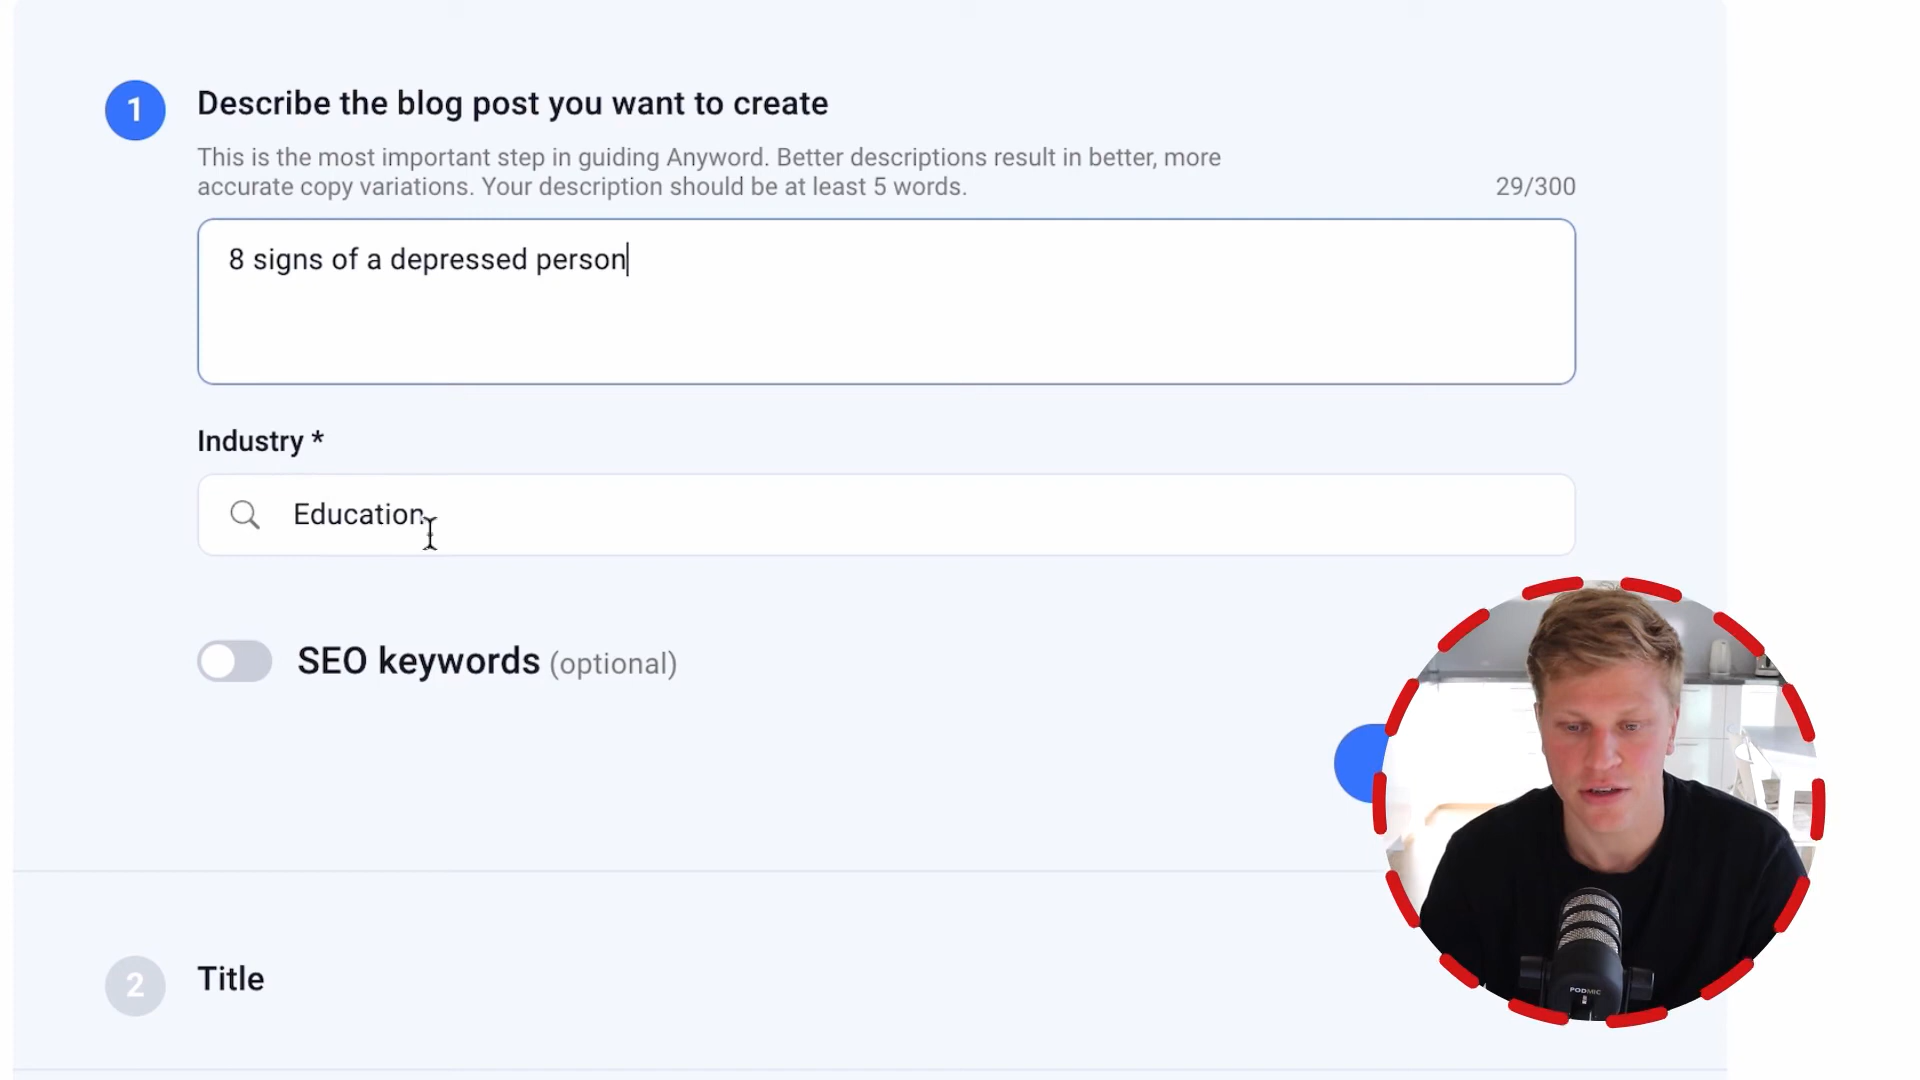 1
Describe the blog post you want to create
This is the most important step in guiding Anyword. Better descriptions result in better, more
accurate copy variations. Your description should be at least 5 words.
29/300
8 signs of a depressed person
Industry *
Education
SEO keywords (optional)
2
Title
PODMIC